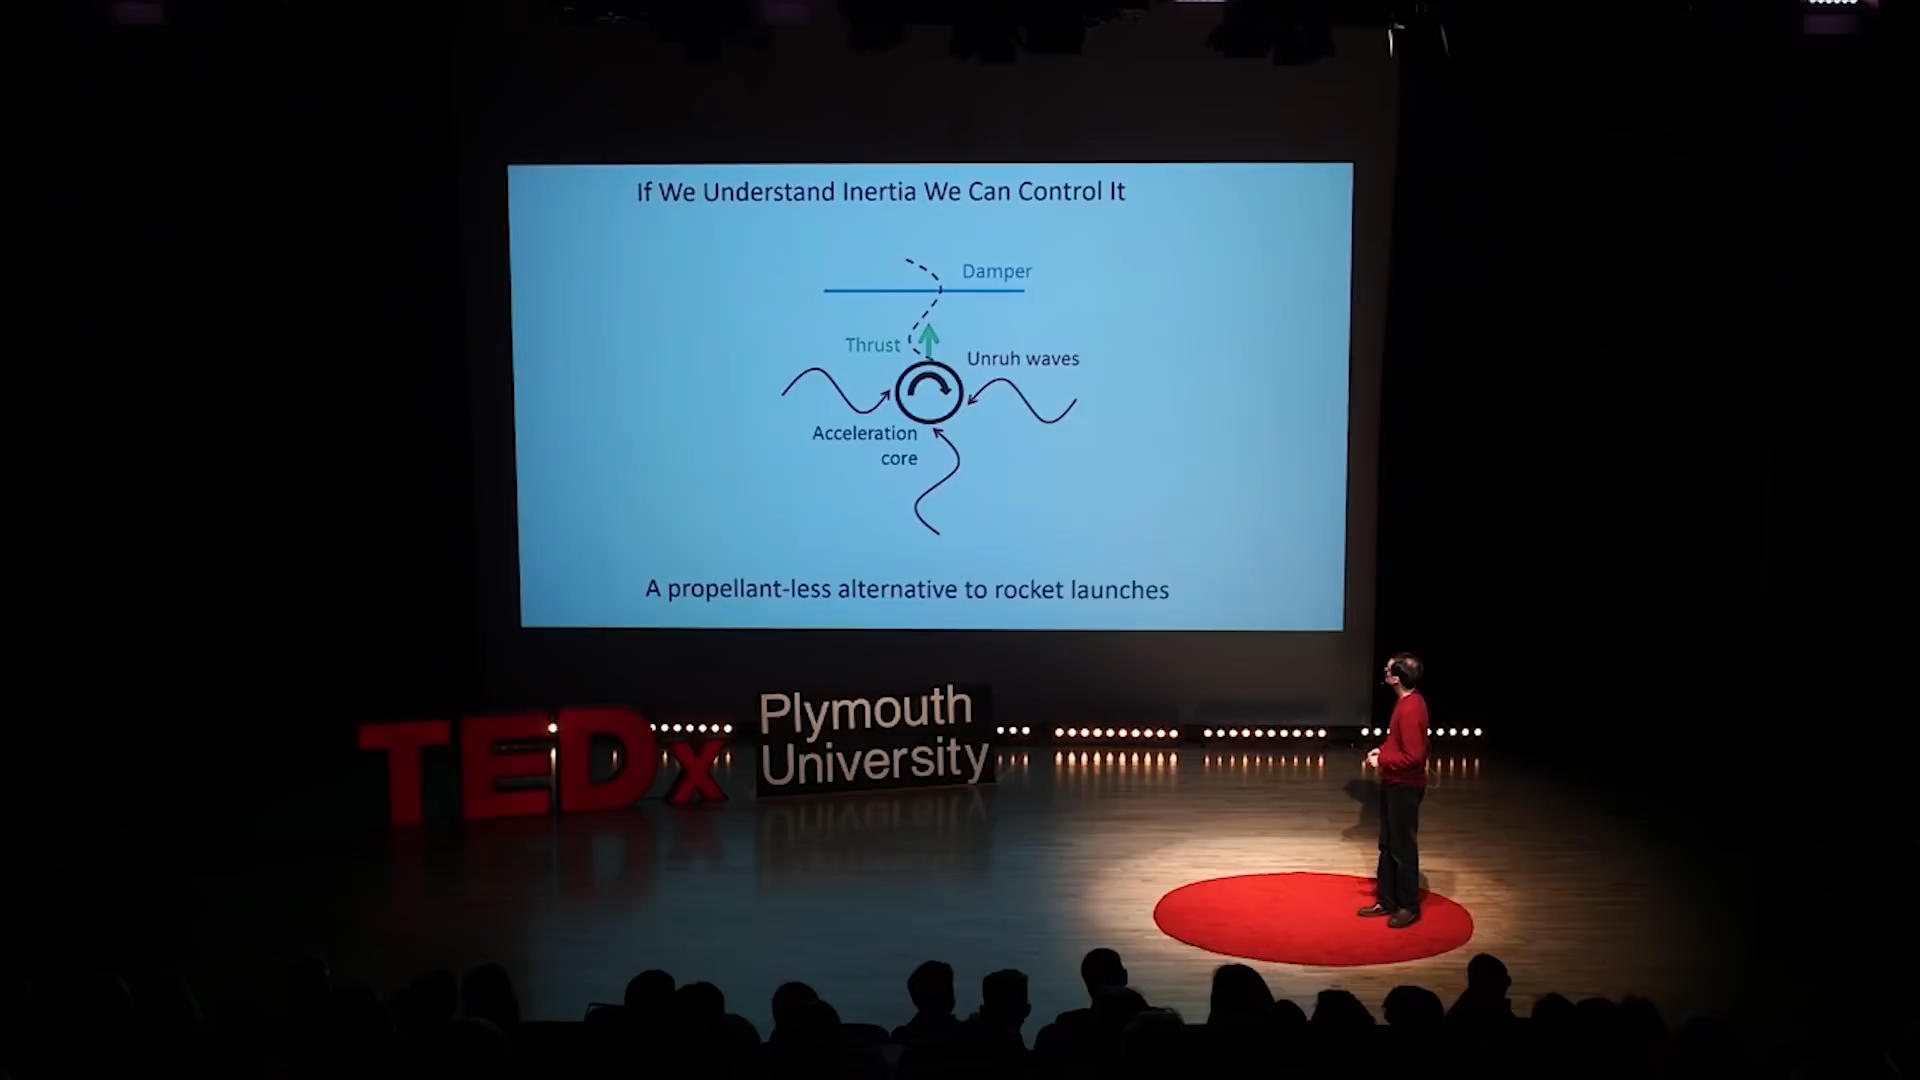 If We Understand Inertia We Can Control It
Damper
Thrust
Unruh waves
Acceleration
core
A propellant-less alternative to rocket launches
TEDx
Plymouth
University